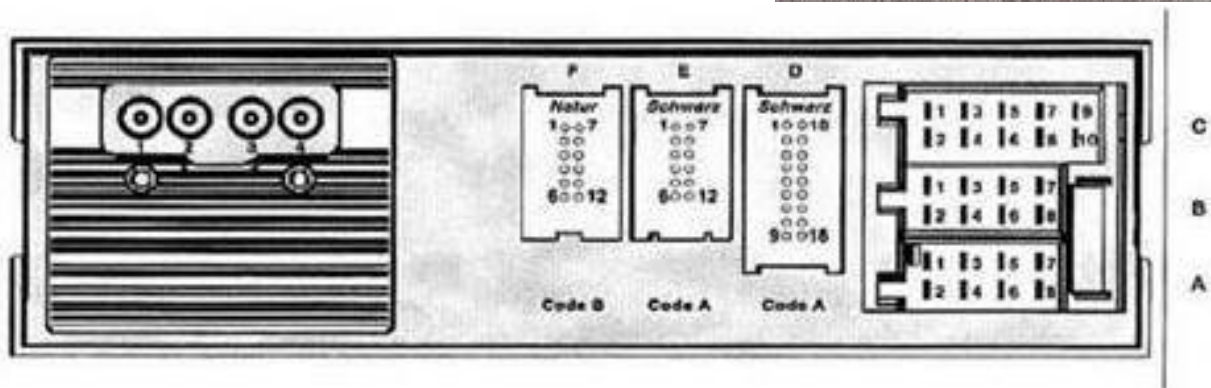 F E D
Natur Schwarz Schwarz
1 7 1 7 10 18
6 12 6 12 9 18
Code B Code A Code A
1 2 3 4
1 3 5 7 9
2 4 6 8 10
C
1 3 5 7
2 4 6 8
B
1 3 5 7
2 4 6 8
A